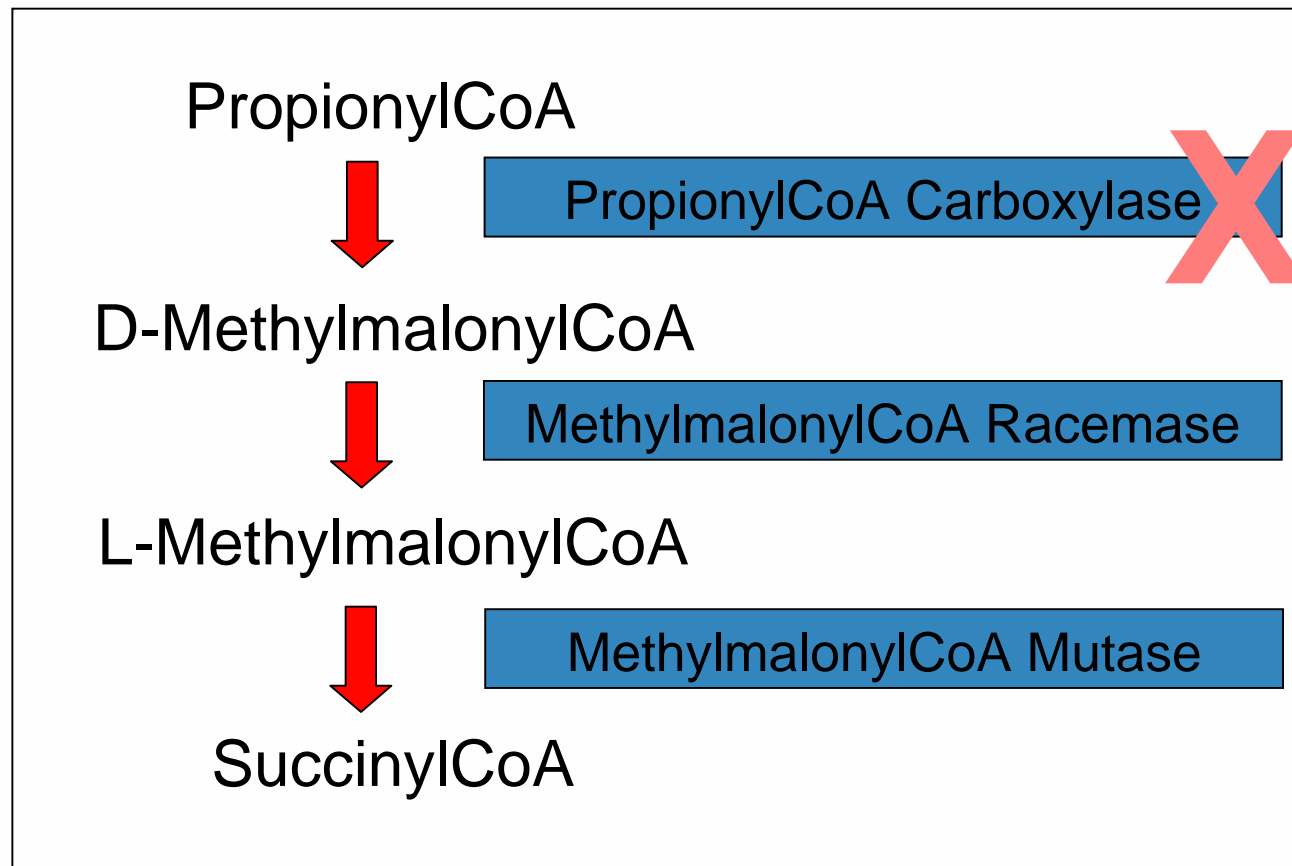 PropionylCoA
PropionylCoA Carboxylase
X
D-MethylmalonylCoA
MethylmalonylCoA Racemase
L-MethylmalonylCoA
MethylmalonylCoA Mutase
SuccinylCoA